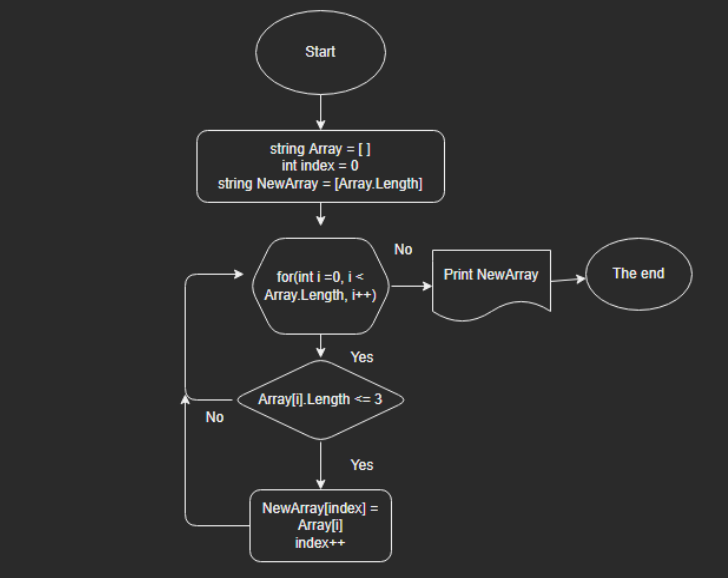 Start
string Array = [ ]
int index = 0
string NewArray = [Array.Length]
No
for(int i =0, i <
Array.Length, i++)
Print NewArray
The end
Yes
Array[i].Length <= 3
No
Yes
NewArray[index] =
Array[i]
index++